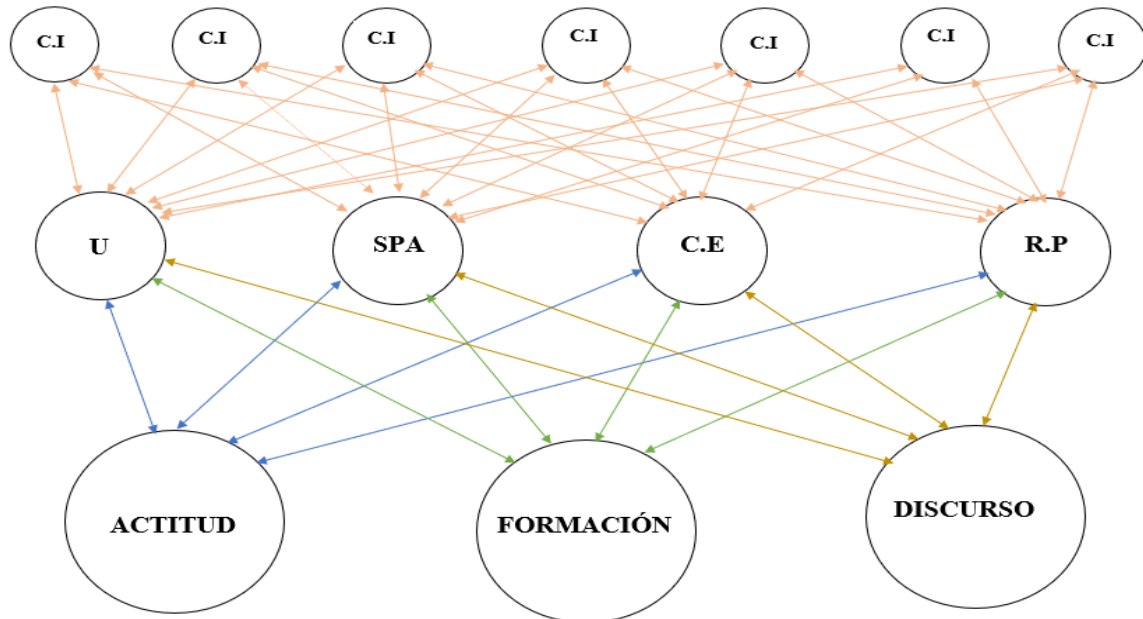 C.I
C.I
C.I
C.I
C.I
C.I
C.I
U
SPA
C.E
R.P
ACTITUD
FORMACIÓN
DISCURSO